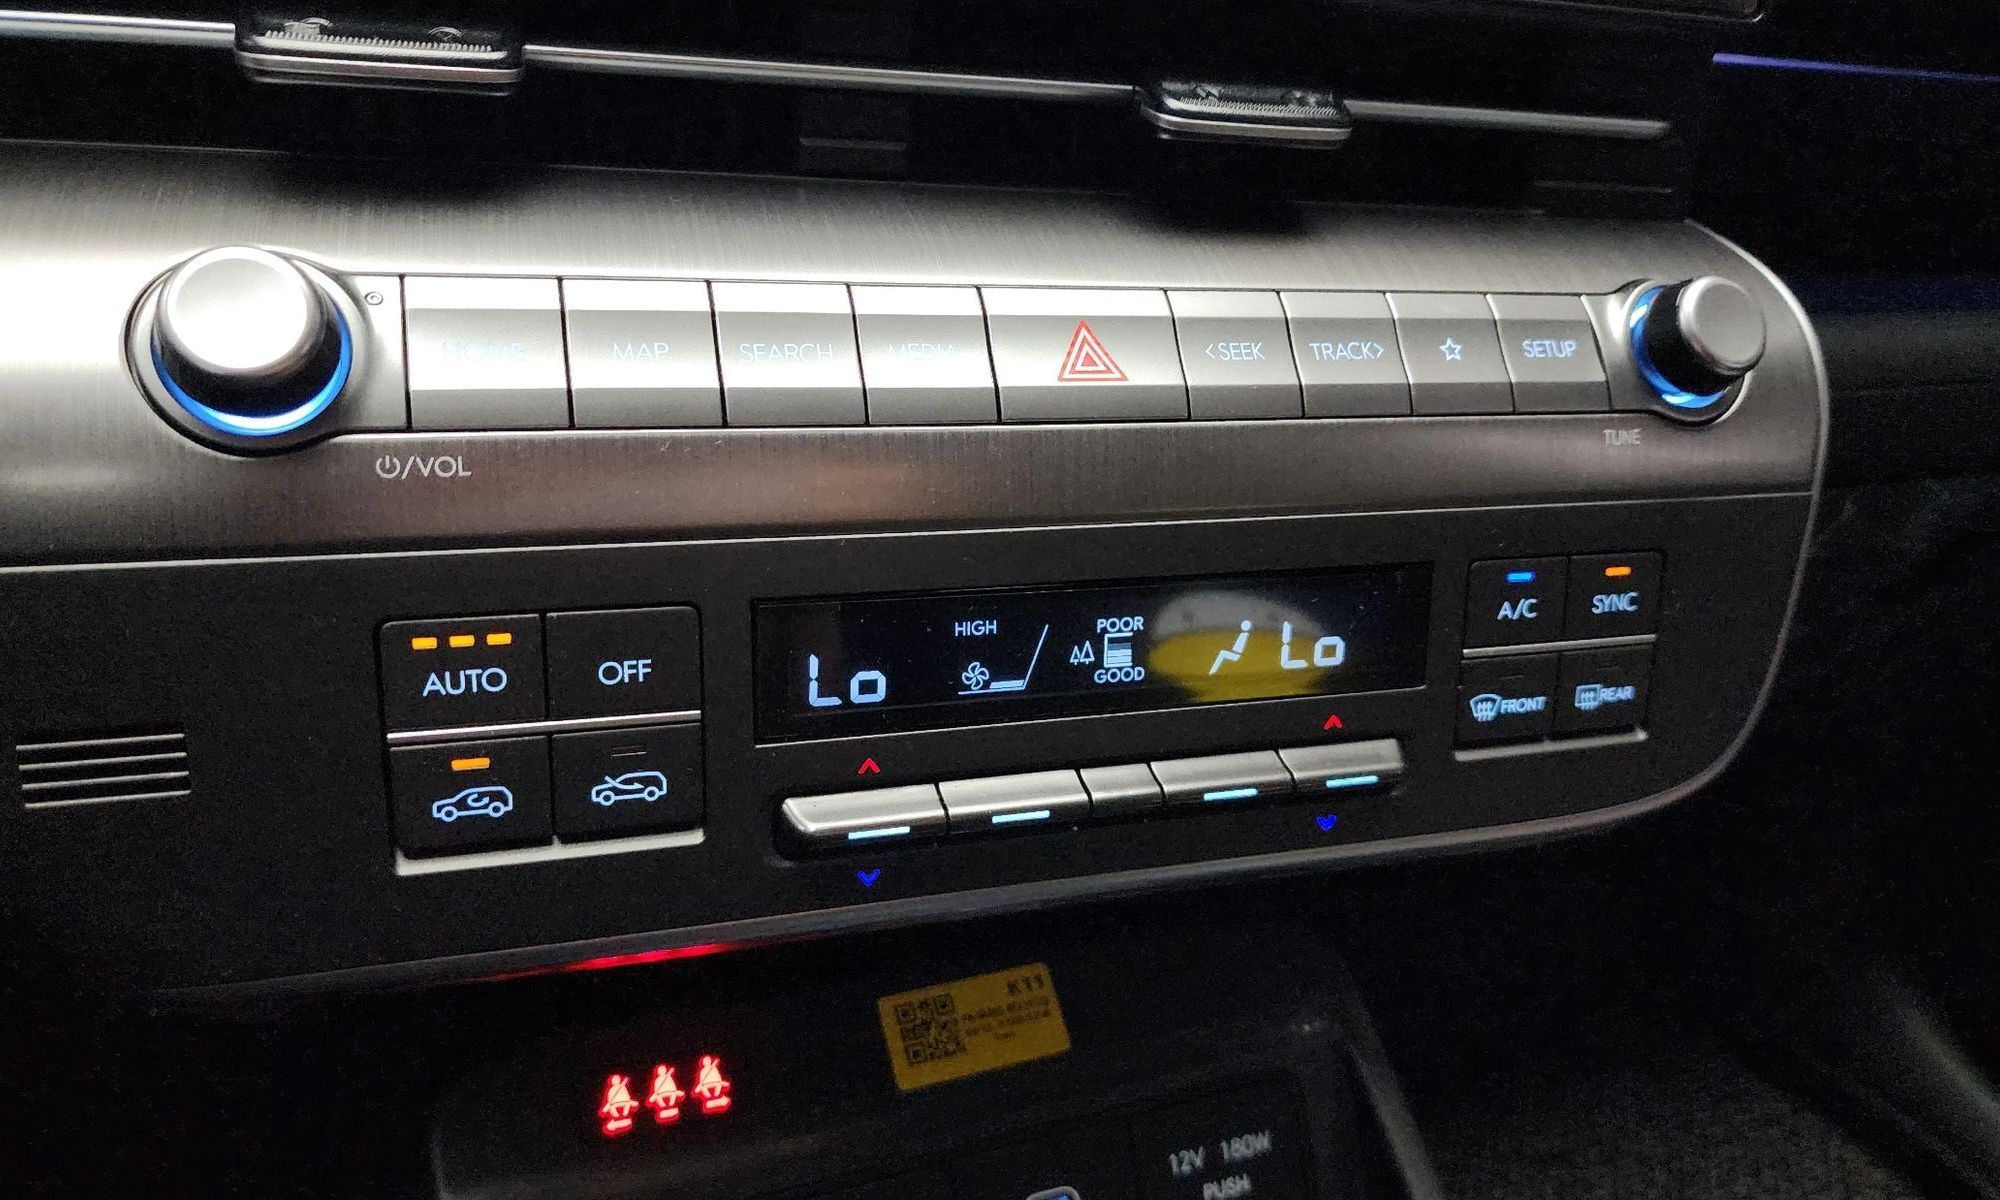 HOME
MAP
SEARCH
MEDIA
<SEEK
TRACK>
SETUP
/VOL
TUNE
AUTO
OFF
Lo
HIGH
POOR
GOOD
Lo
A/C
SYNC
FRONT
REAR
K11
12V 180W
PUSH